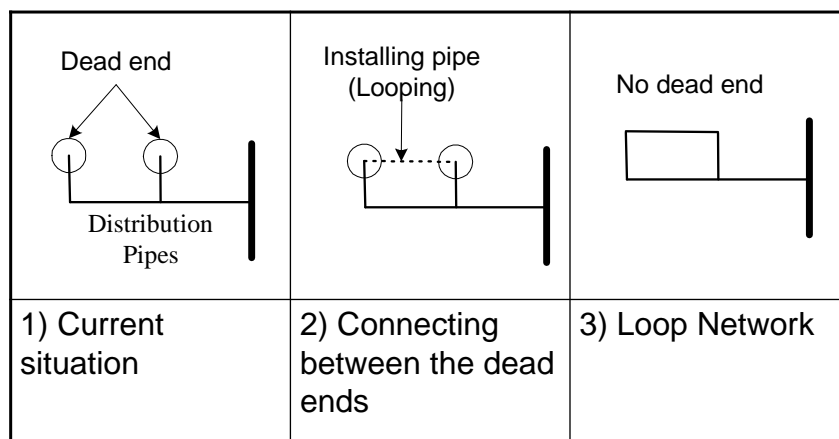 Dead end
Distribution
Pipes
Installing pipe
(Looping)
No dead end
1) Current
situation
2) Connecting
between the dead
ends
3) Loop Network